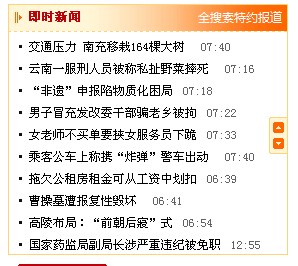 即时新闻 全搜索特约报道
交通压力 南充移栽164棵大树 07:40
云南一服刑人员被称私扯野菜摔死 07:16
“非遗”申报陷物质化困局 07:18
男子冒充发改委干部骗老乡被拘 07:22
女老师不买单要挟女服务员下跪 07:33
乘客公车上称携“炸弹”警车出动 07:40
拖欠公租房租金可从工资中划扣 06:39
曹操墓遭报复性毁坏 06:41
高陵布局：“前朝后寝”式 06:54
国家药监局副局长涉严重违纪被免职 12:55